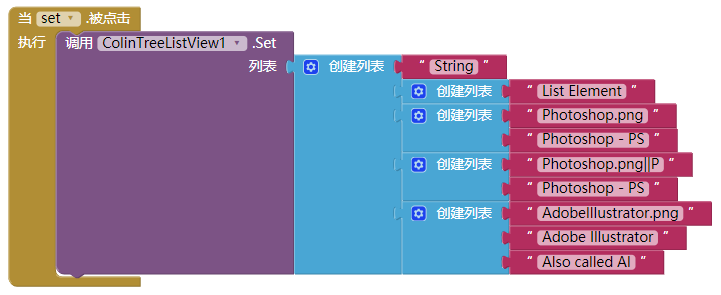 当 set 被点击
执行 调用 ColinTreeListView1 .Set
列表 创建列表 " String "
创建列表 " List Element "
创建列表 " Photoshop.png "
" Photoshop - PS "
创建列表 " Photoshop.png||P "
" Photoshop - PS "
创建列表 " AdobeIllustrator.png "
" Adobe Illustrator "
" Also called AI "